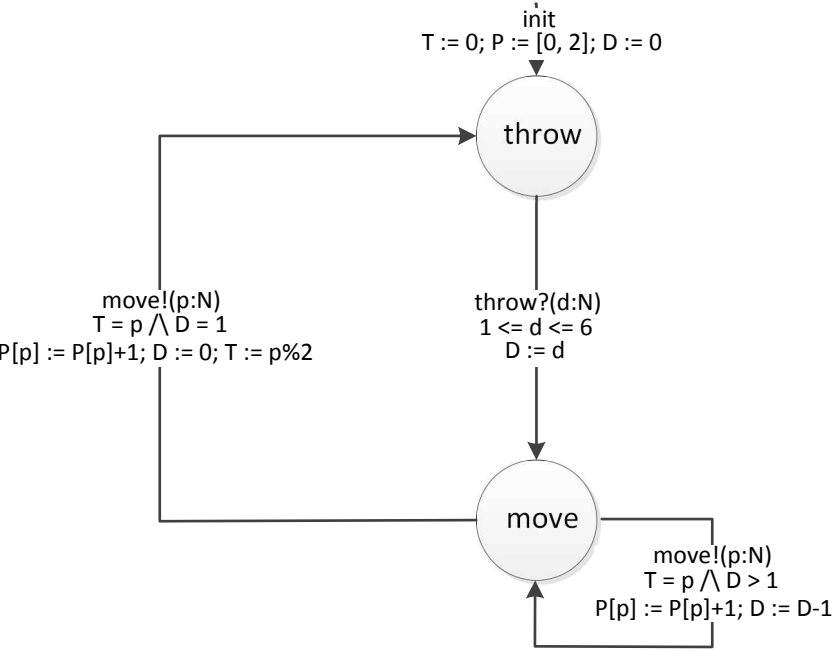 init
T := 0; P := [0, 2]; D := 0
throw
move!(p:N)
T = p /\ D = 1
P[p] := P[p]+1; D := 0; T := p%2
throw?(d:N)
1 <= d <= 6
D := d
move
move!(p:N)
T = p /\ D > 1
P[p] := P[p]+1; D := D-1